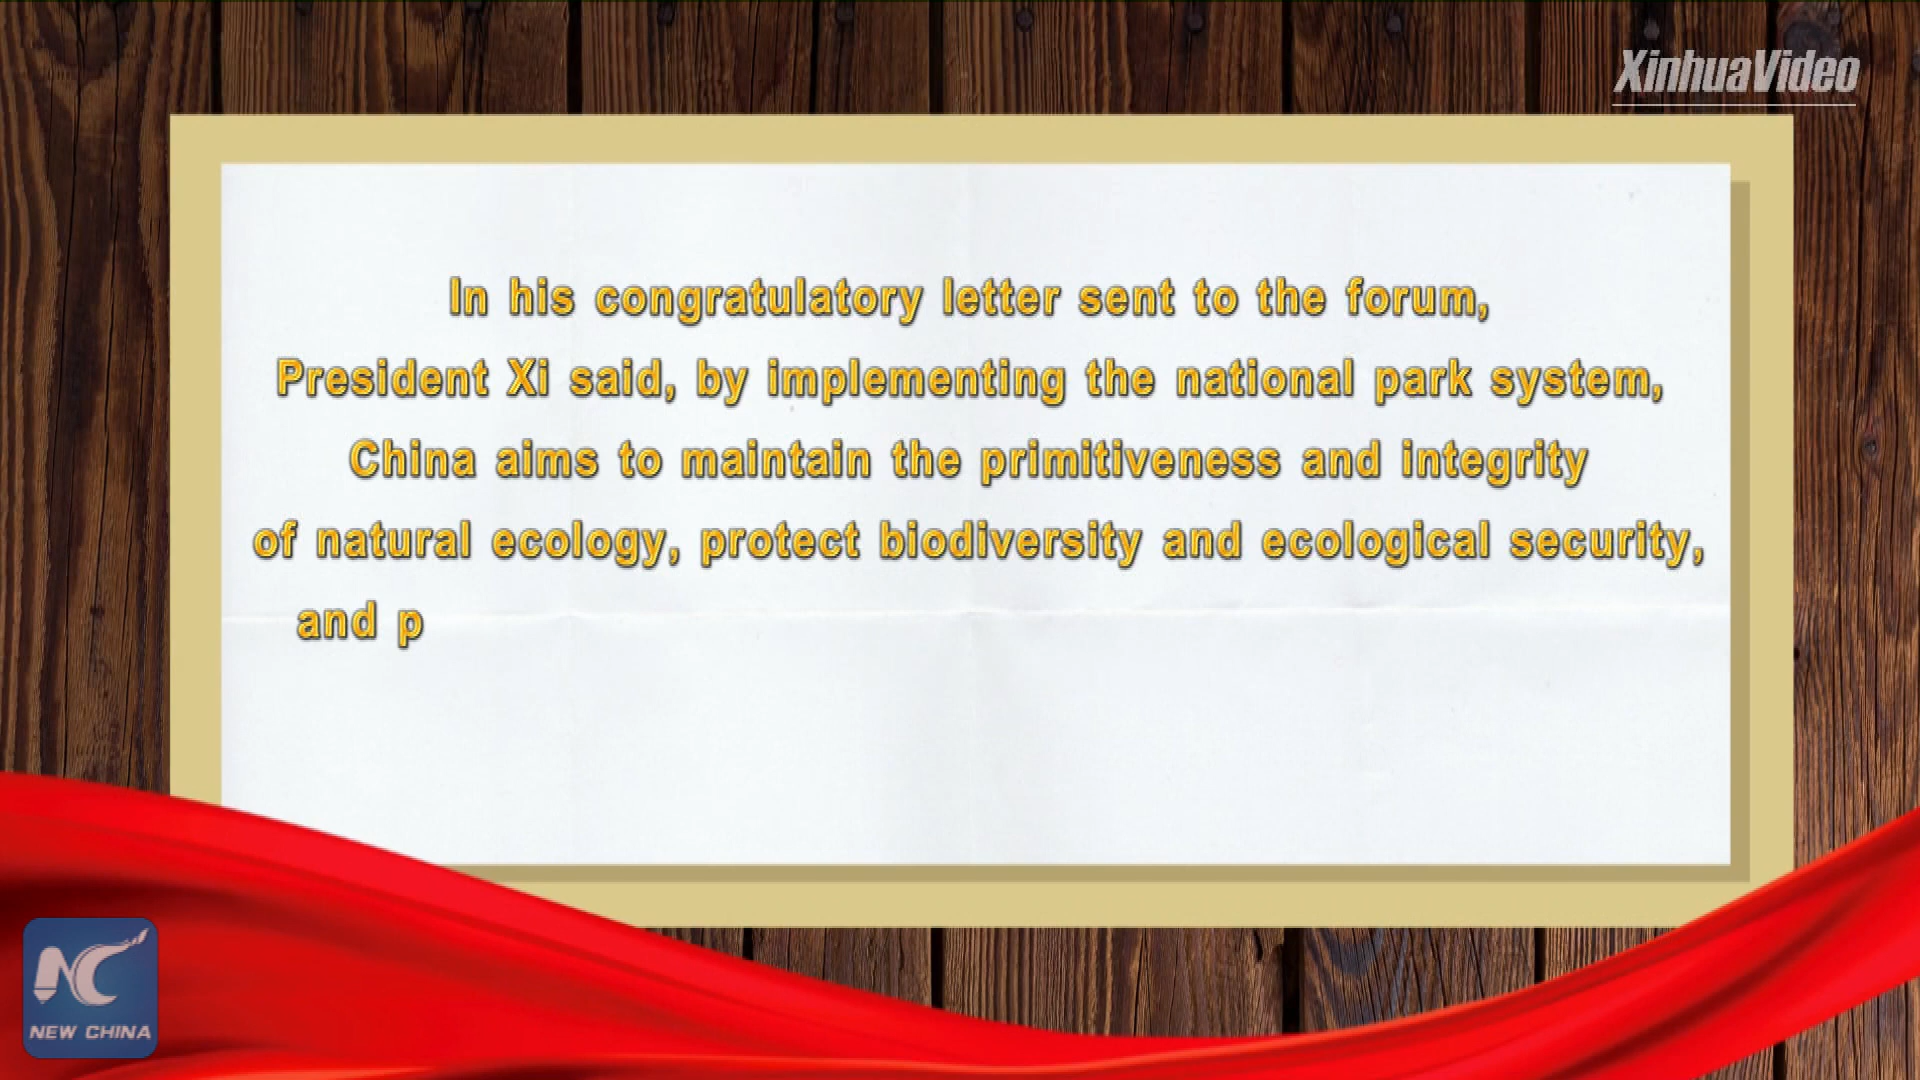 XinhuaVideo
In his congratulatory letter sent to the forum,
President Xi said, by implementing the national park system,
China aims to maintain the primitiveness and integrity
of natural ecology, protect biodiversity and ecological security,
and p
NC
NEW CHINA